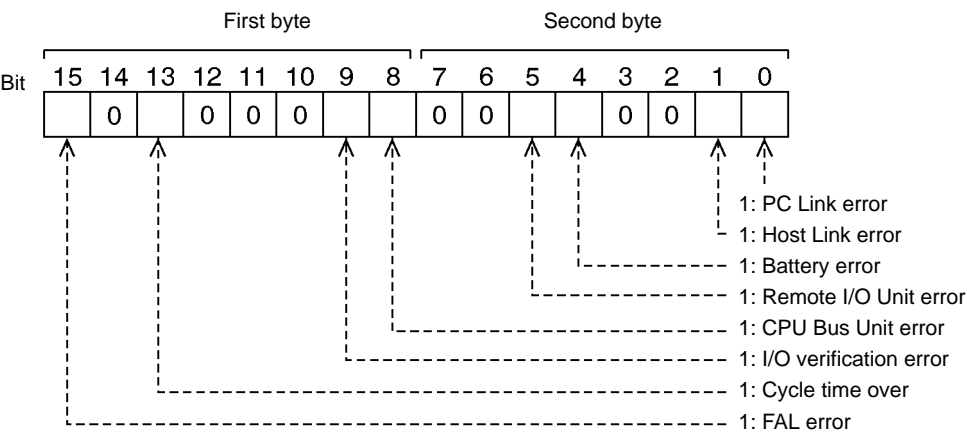 First byte Second byte
Bit 15 14 13 12 11 10 9 8 7 6 5 4 3 2 1 0
0 0 0 0 0 0 0 0
1: PC Link error
1: Host Link error
1: Battery error
1: Remote I/O Unit error
1: CPU Bus Unit error
1: I/O verification error
1: Cycle time over
1: FAL error